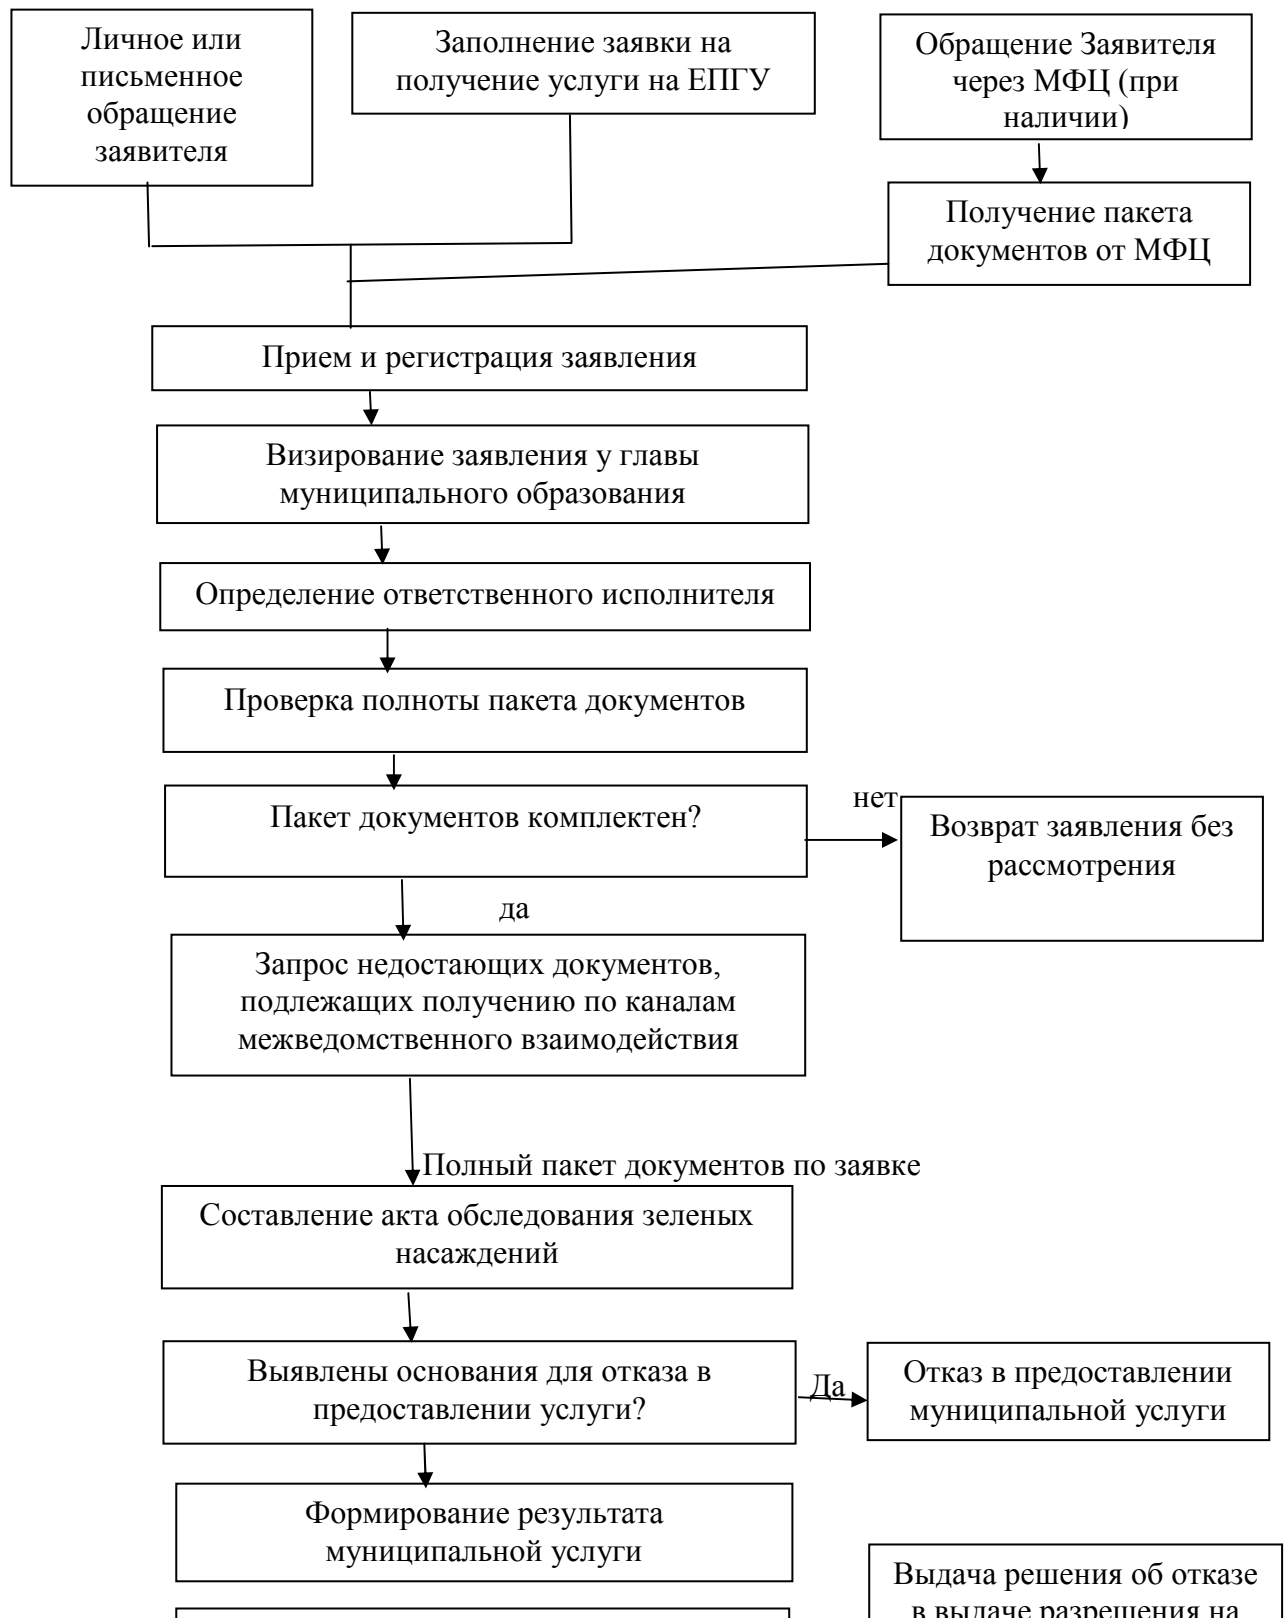 Личное или
письменное
обращение
заявителя
Заполнение заявки на
получение услуги на ЕПГУ
Обращение Заявителя
через МФЦ (при
наличии)
Получение пакета
документов от МФЦ
Прием и регистрация заявления
Визирование заявления у главы
муниципального образования
Определение ответственного исполнителя
Проверка полноты пакета документов
Пакет документов комплектен?
нет
Возврат заявления без
рассмотрения
да
Запрос недостающих документов,
подлежащих получению по каналам
межведомственного взаимодействия
Полный пакет документов по заявке
Составление акта обследования зеленых
насаждений
Выявлены основания для отказа в
предоставлении услуги?
Да
Отказ в предоставлении
муниципальной услуги
Формирование результата
муниципальной услуги
Выдача решения об отказе
в выдаче разрешения на